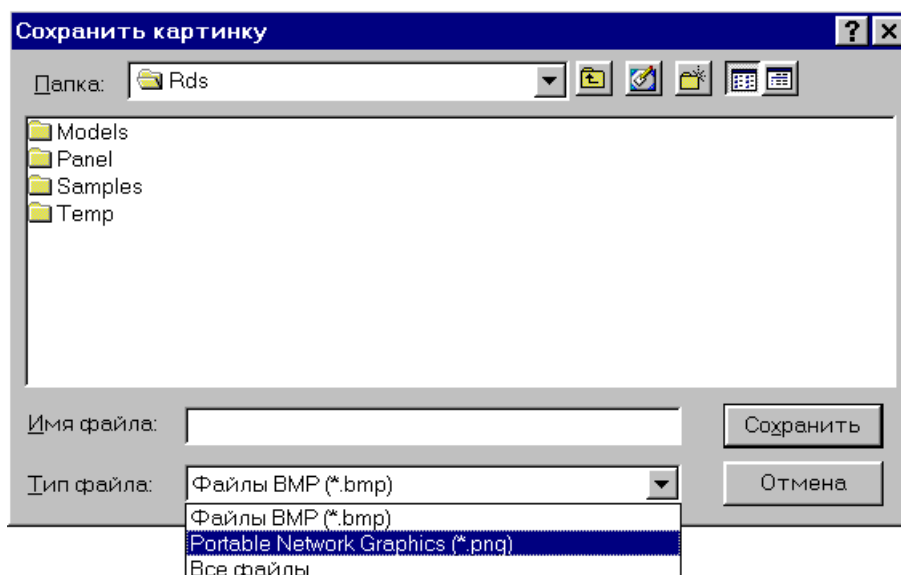 Сохранить картинку
Папка: Rds
Models
Panel
Samples
Temp
Имя файла:
Сохранить
Тип файла: Файлы BMP (*.bmp)
Отмена
Файлы BMP (*.bmp)
Portable Network Graphics (*.png)
Все файлы